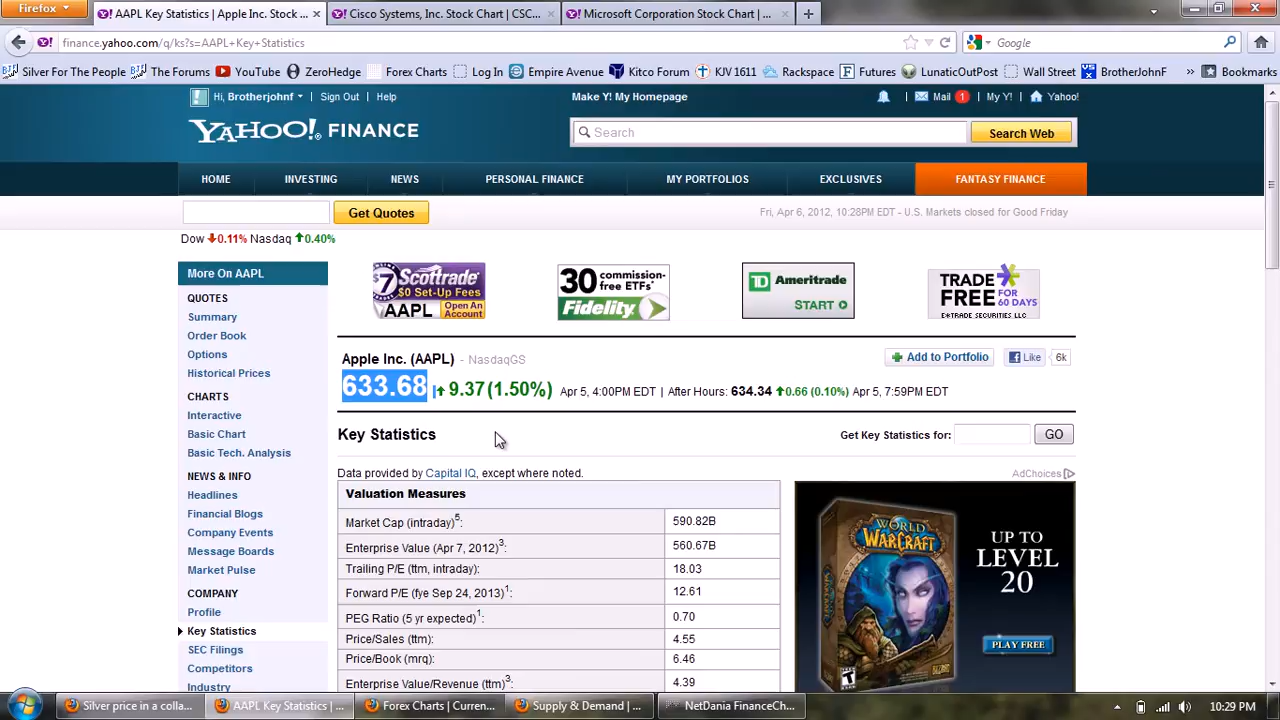 Firefox
AAPL Key Statistics | Apple Inc. Stock ...
Cisco Systems, Inc. Stock Chart | CSC...
Microsoft Corporation Stock Chart | ...
finance.yahoo.com/q/ks?s=AAPL+Key+Statistics
Google
Silver For The People
The Forums
YouTube
ZeroHedge
Forex Charts
Log In
Empire Avenue
Kitco Forum
KJV 1611
Rackspace
Futures
LunaticOutPost
Wall Street
BrotherJohnF
»
Bookmarks
Hi, Brotherjohnf
Sign Out
Help
Make Y! My Homepage
Mail 1
My Y!
Yahoo!
YAHOO! FINANCE
Search
Search Web
HOME
INVESTING
NEWS
PERSONAL FINANCE
MY PORTFOLIOS
EXCLUSIVES
FANTASY FINANCE
Get Quotes
Fri, Apr 6, 2012, 10:28PM EDT - U.S. Markets closed for Good Friday
Dow 0.11% Nasdaq 0.40%
More On AAPL
QUOTES
Summary
Order Book
Options
Historical Prices
CHARTS
Interactive
Basic Chart
Basic Tech. Analysis
NEWS & INFO
Headlines
Financial Blogs
Company Events
Message Boards
Market Pulse
COMPANY
Profile
Key Statistics
SEC Filings
Competitors
Industry
$7 Scottrade
$0 Set-Up Fees
AAPL Open An Account
30 commission-free ETFs*
Fidelity
TD Ameritrade
START
TRADE
FREE FOR 60 DAYS
E*TRADE SECURITIES LLC
Apple Inc. (AAPL) - NasdaqGS
Add to Portfolio
Like
6k
633.68 9.37(1.50%) Apr 5, 4:00PM EDT | After Hours: 634.34 0.66 (0.10%) Apr 5, 7:59PM EDT
Key Statistics
Get Key Statistics for:
GO
Data provided by Capital IQ, except where noted.
AdChoices
Valuation Measures
Market Cap (intraday)5: 590.82B
Enterprise Value (Apr 7, 2012)3: 560.67B
Trailing P/E (ttm, intraday): 18.03
Forward P/E (fye Sep 24, 2013)1: 12.61
PEG Ratio (5 yr expected)1: 0.70
Price/Sales (ttm): 4.55
Price/Book (mrq): 6.46
Enterprise Value/Revenue (ttm)3: 4.39
WORLD
WARCRAFT
UP TO
LEVEL
20
PLAY FREE
T
Silver price in a colla...
AAPL Key Statistics | ...
Forex Charts | Curren...
Supply & Demand | ...
NetDania FinanceCh...
10:29 PM